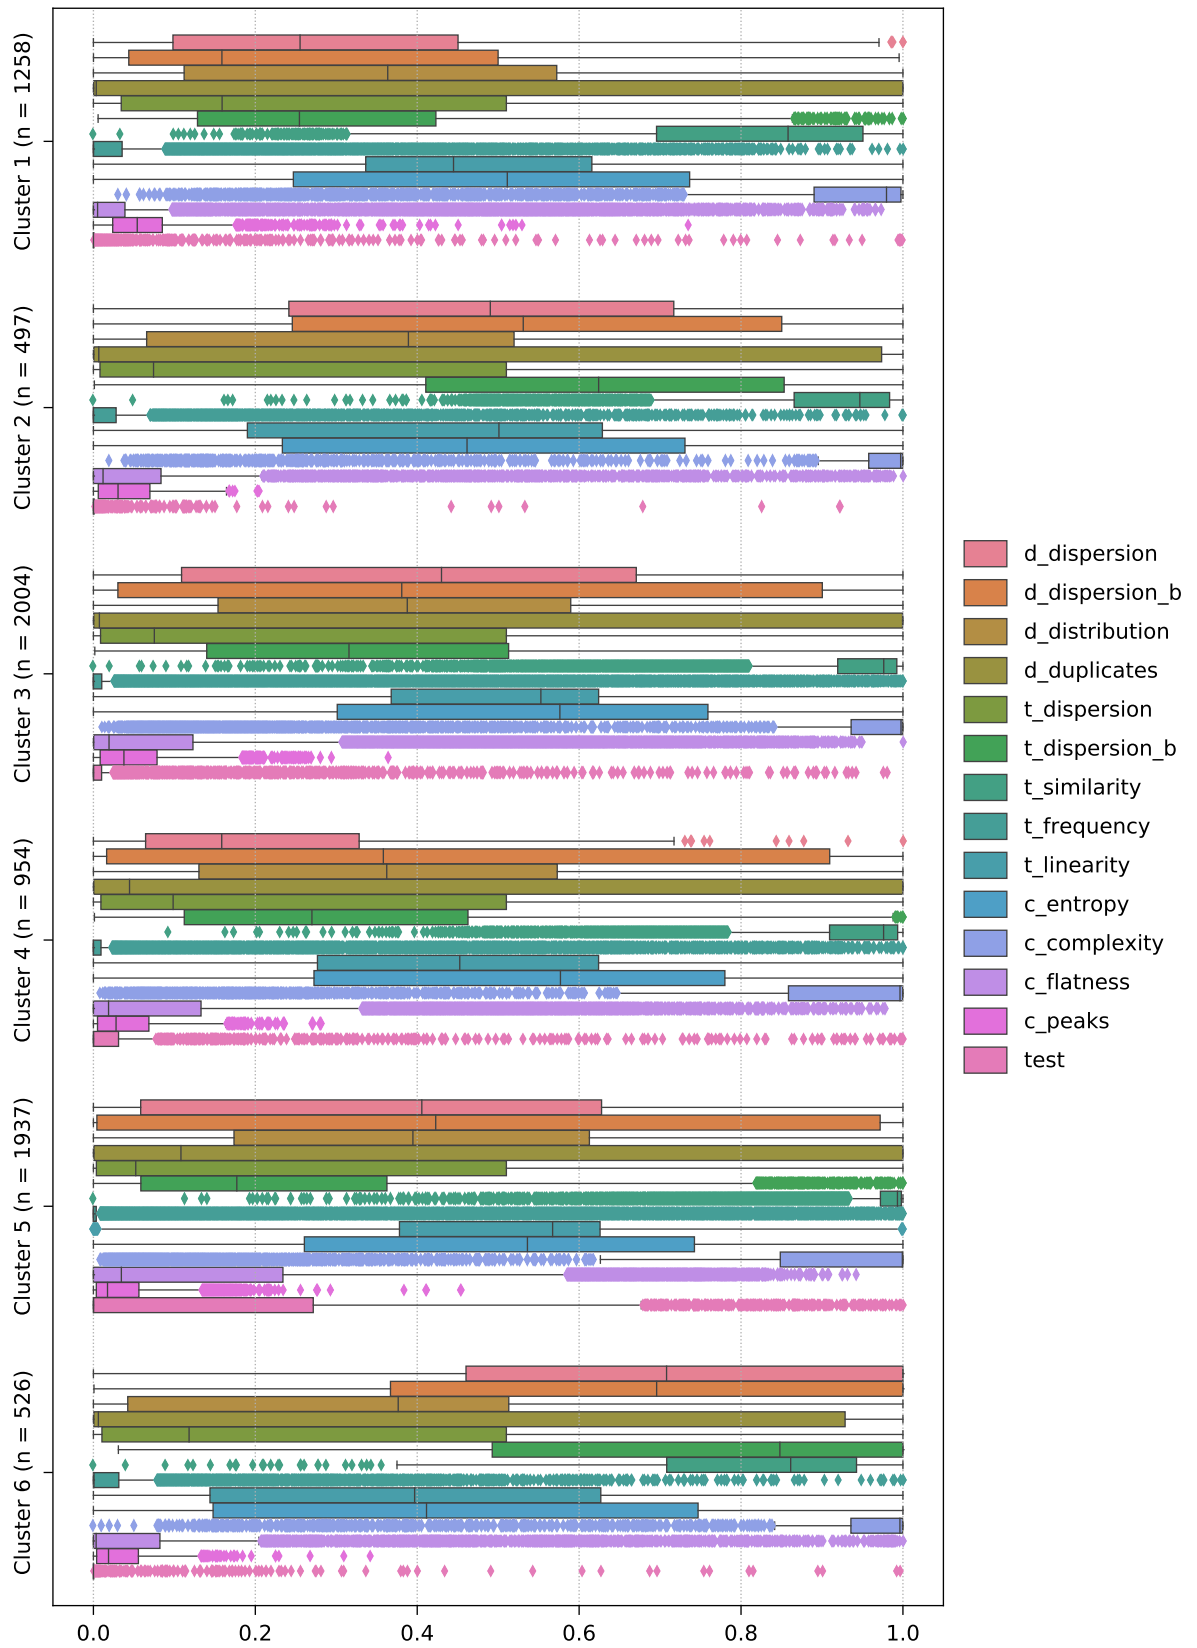 Cluster 1 (n = 1258)
Cluster 2 (n = 497)
Cluster 3 (n = 2004)
Cluster 4 (n = 954)
Cluster 5 (n = 1937)
Cluster 6 (n = 526)
0.0 0.2 0.4 0.6 0.8 1.0
d_dispersion
d_dispersion_b
d_distribution
d_duplicates
t_dispersion
t_dispersion_b
t_similarity
t_frequency
t_linearity
c_entropy
c_complexity
c_flatness
c_peaks
test